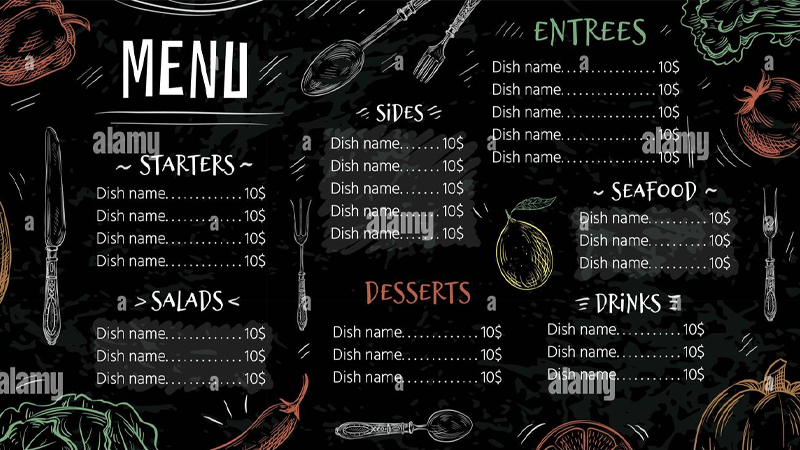 MENU
~ STARTERS ~
Dish name............10$
Dish name............10$
Dish name............10$
Dish name............10$
> SALADS <
Dish name............10$
Dish name............10$
Dish name............10$
SIDES
Dish name.......10$
Dish name.......10$
Dish name.......10$
Dish name.......10$
Dish name.......10$
DESSERTS
Dish name............10$
Dish name............10$
Dish name............10$
ENTREES
Dish name..............10$
Dish name..............10$
Dish name..............10$
Dish name..............10$
Dish name..............10$
~ SEAFOOD ~
Dish name.........10$
Dish name.........10$
Dish name.........10$
DRINKS
Dish name..........10$
Dish name..........10$
Dish name..........10$
alamy
alamy
alamy
alamy
alamy
a
a
a
a
a
a
a
a
a
a
a